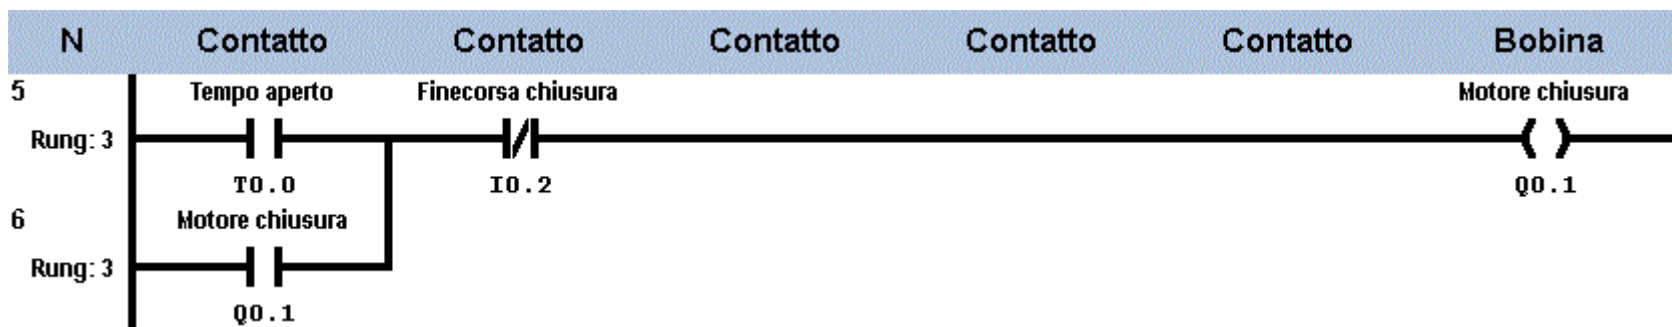 N Contatto Contatto Contatto Contatto Contatto Bobina
5 Tempo aperto Finecorsa chiusura Motore chiusura
Rung: 3
T0.0 I0.2 Q0.1
6 Motore chiusura
Rung: 3
Q0.1